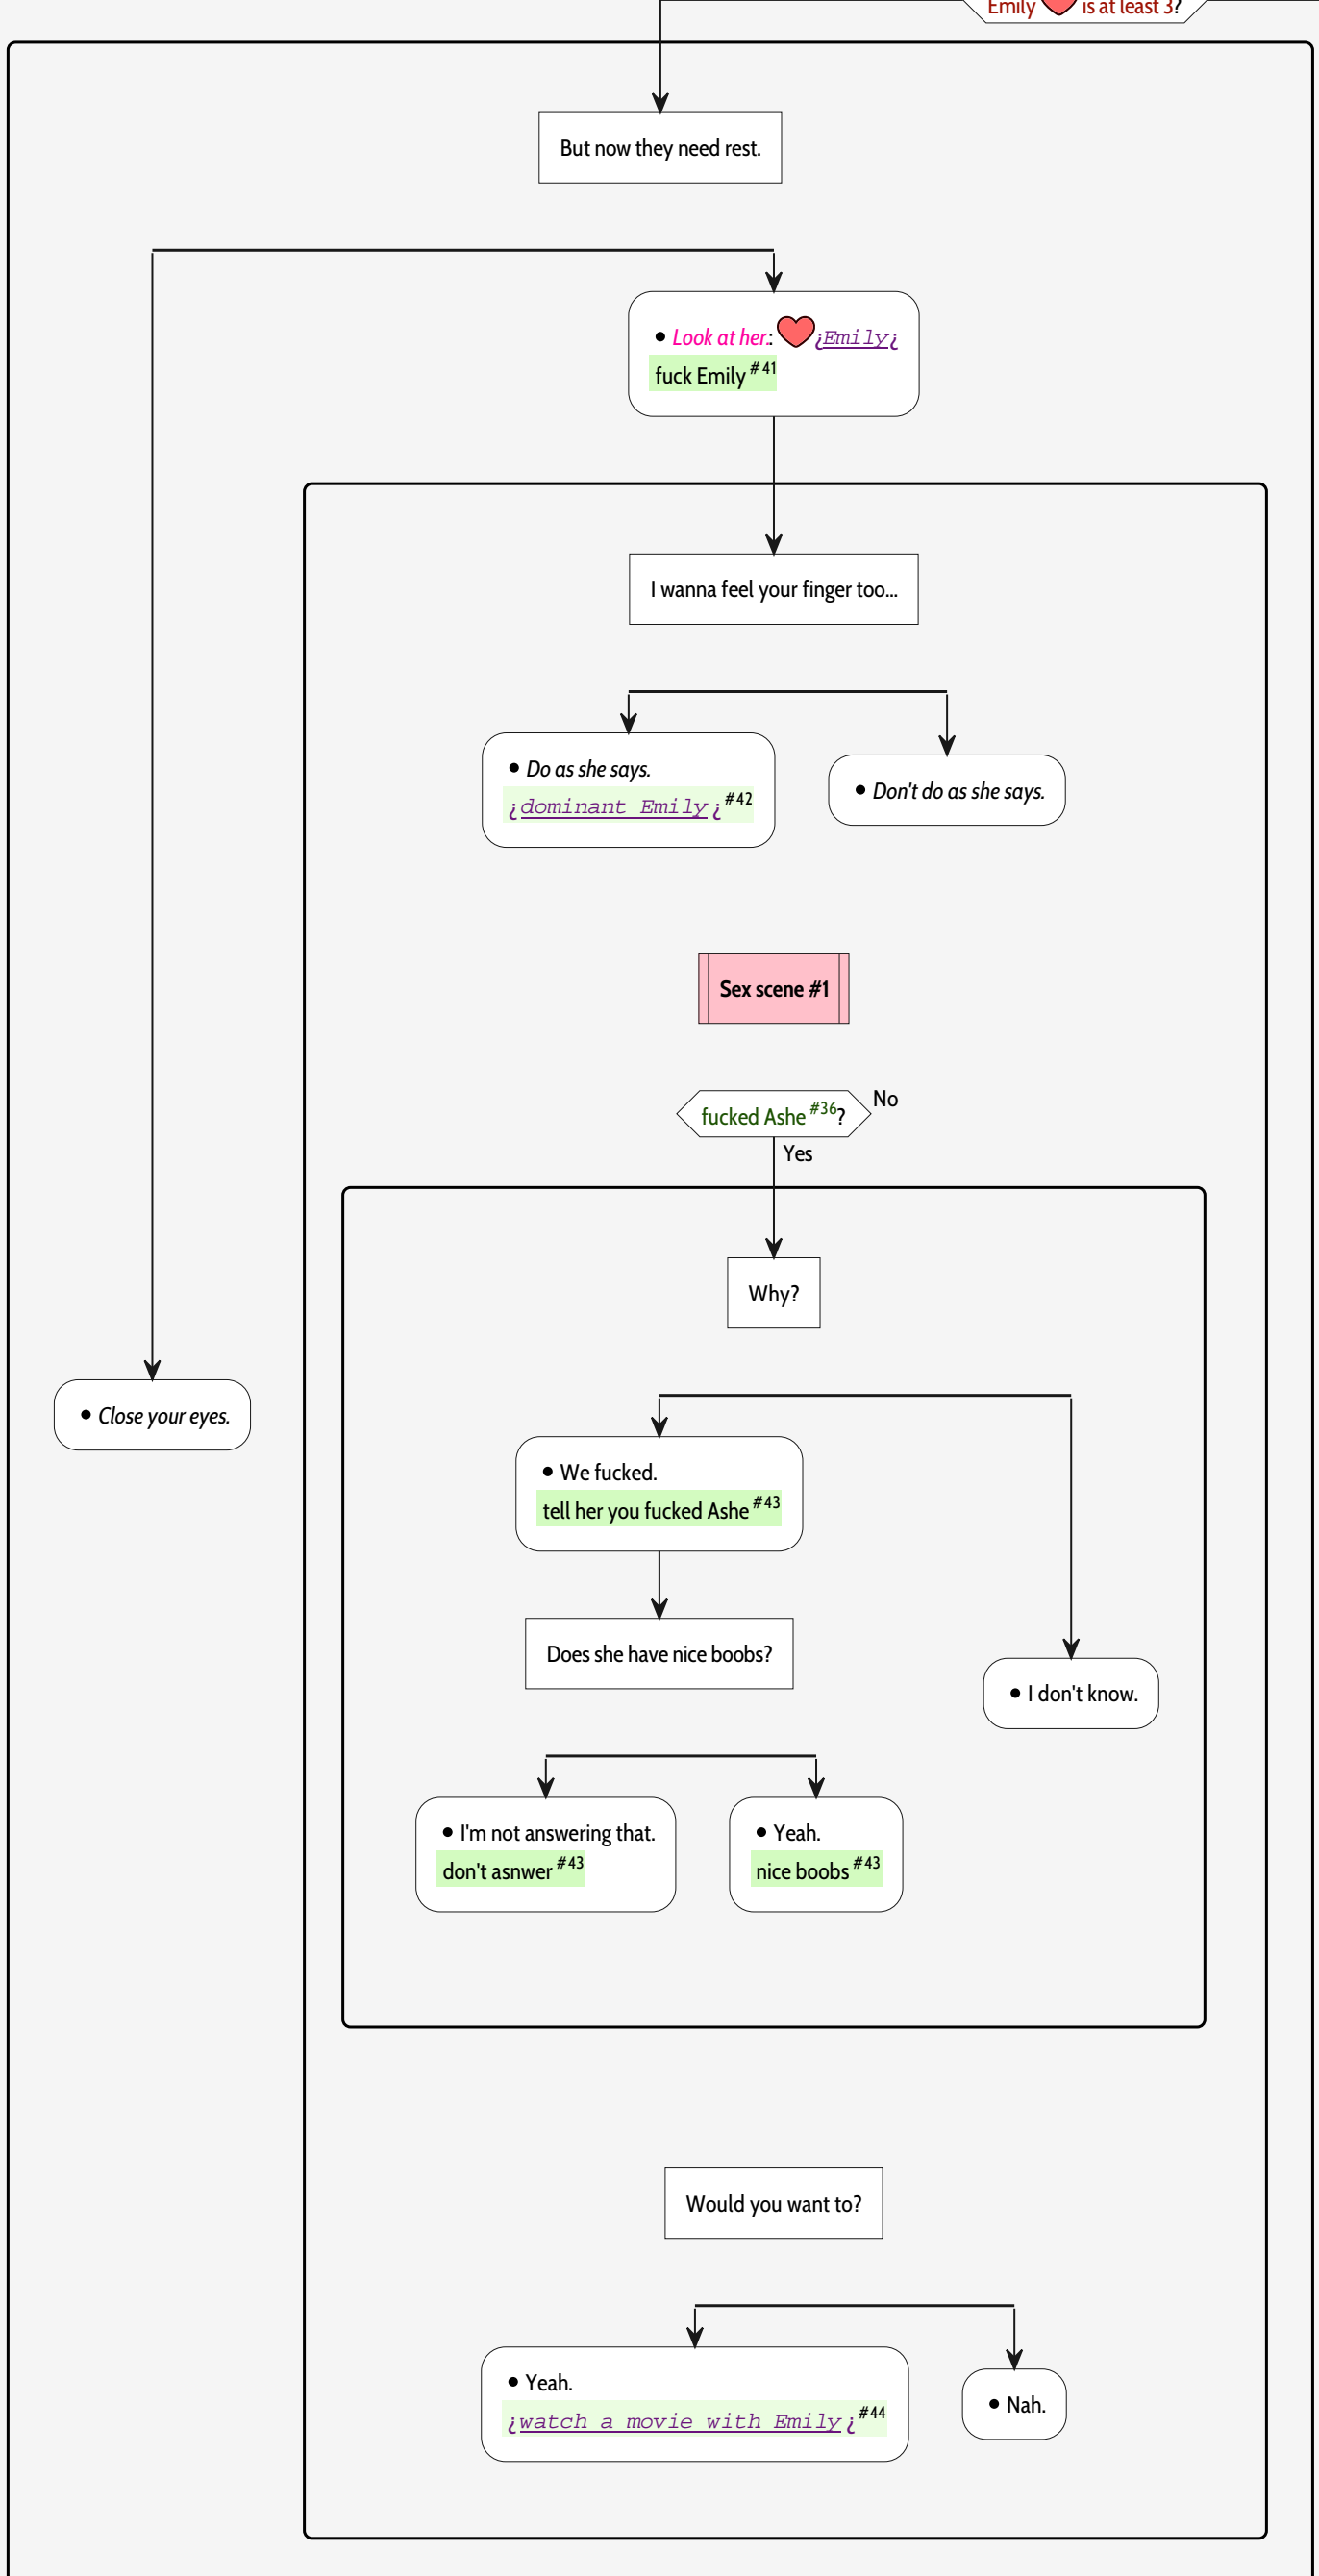 Emily is at least 3?
But now they need rest.
• Look at her.: ¿Emily¿
fuck Emily #41
I wanna feel your finger too...
• Do as she says.
¿dominant Emily¿ #42
• Don't do as she says.
Sex scene #1
fucked Ashe #36?
No
Yes
Why?
• Close your eyes.
• We fucked.
tell her you fucked Ashe #43
Does she have nice boobs?
• I don't know.
• I'm not answering that.
don't asnwer #43
• Yeah.
nice boobs #43
Would you want to?
• Yeah.
¿watch a movie with Emily¿ #44
• Nah.